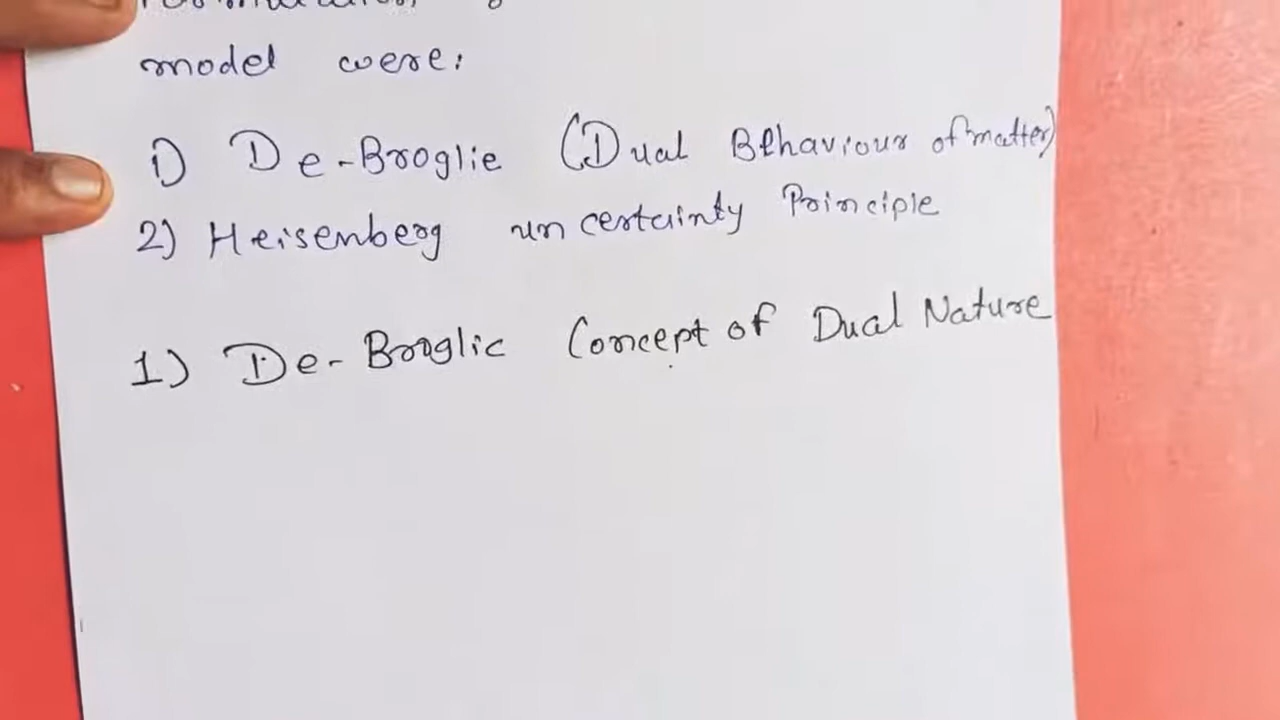 model were:
1) De-Broglie (Dual Behaviour of matter)
2) Heisenberg uncertainty Principle
1) De-Broglie Concept of Dual Nature